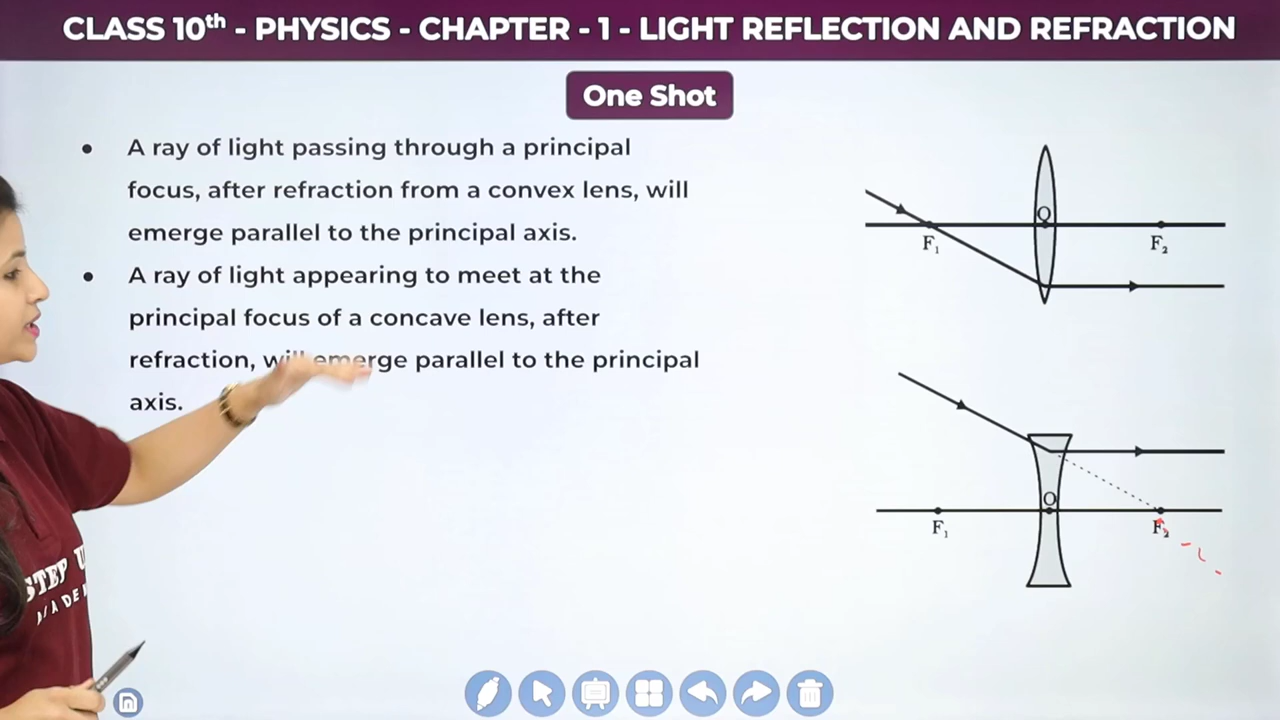 CLASS 10th - PHYSICS - CHAPTER - 1 - LIGHT REFLECTION AND REFRACTION
One Shot
• A ray of light passing through a principal
focus, after refraction from a convex lens, will
emerge parallel to the principal axis.
• A ray of light appearing to meet at the
principal focus of a concave lens, after
refraction, will emerge parallel to the principal
axis.
O
F₁
F₂
O
F₁
F₂
STEP U